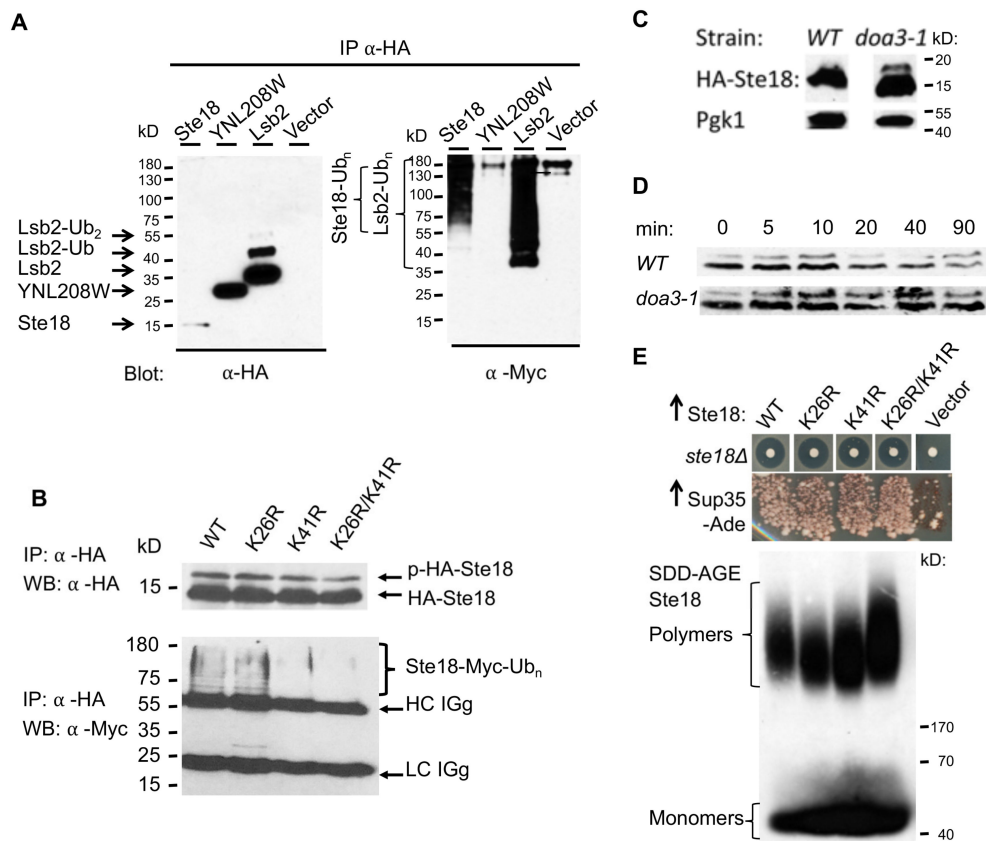 A
IP α-HA
kD
Ste18
YNL208W
Lsb2
Vector
180
130
100
75
55
40
35
25
15
Lsb2-Ub2
Lsb2-Ub
Lsb2
YNL208W
Ste18
Ste18-Ubn
Lsb2-Ubn
kD
Ste18
YNL208W
Lsb2
Vector
180
130
100
75
55
40
35
25
15
Blot:
α-HA
α -Myc
B
WT
K26R
K41R
K26R/K41R
IP: α -HA
WB: α -HA
kD
15
p-HA-Ste18
HA-Ste18
IP: α -HA
WB: α -Myc
180
75
55
35
25
15
Ste18-Myc-Ubn
HC IGg
LC IGg
C
Strain: WT doa3-1 kD:
HA-Ste18:
20
15
Pgk1
55
40
D
min: 0 5 10 20 40 90
WT
doa3-1
E
↑ Ste18:
WT
K26R
K41R
K26R/K41R
Vector
ste18Δ
↑ Sup35
-Ade
kD:
SDD-AGE
Ste18
Polymers
170
70
Monomers
40